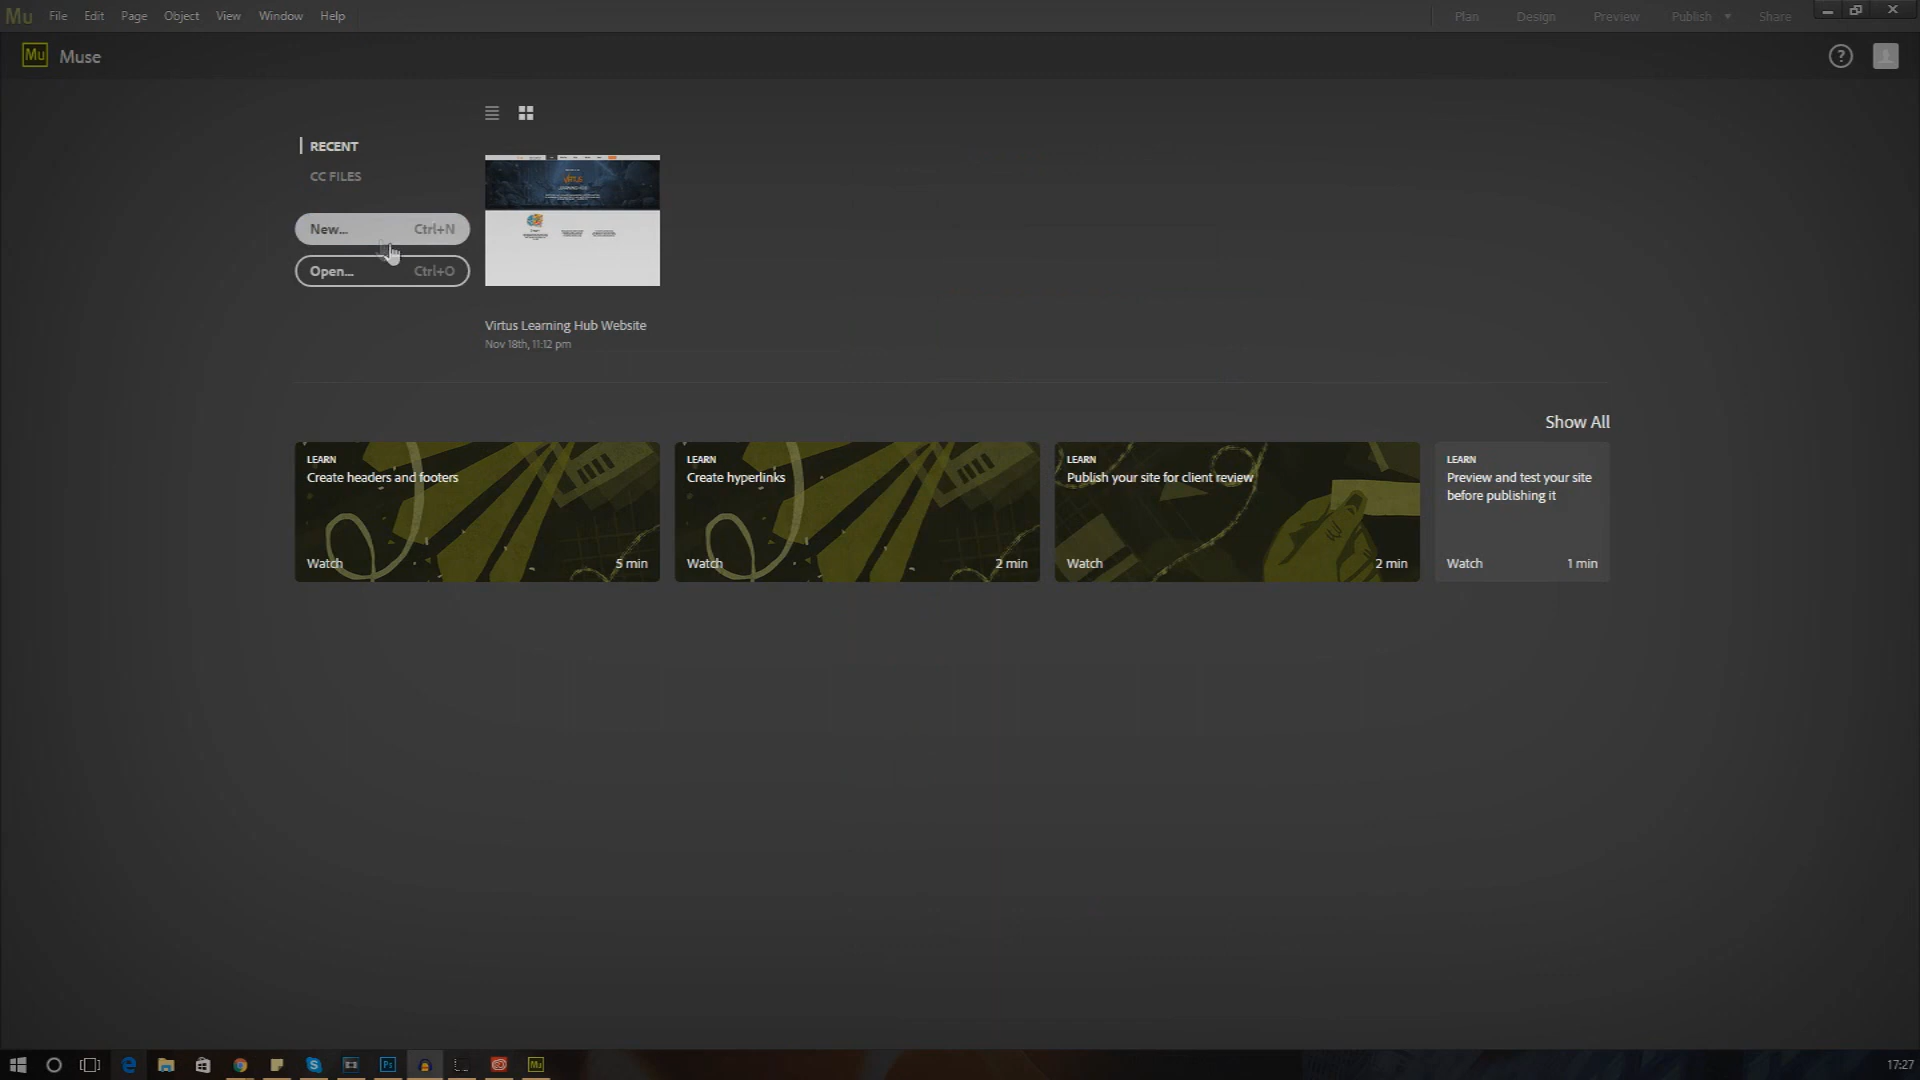 Mu File Edit Page Object View Window Help
Plan Design Preview Publish Share
Mu Muse
?
RECENT
CC FILES
New... Ctrl+N
Open... Ctrl+O
VIRTUS
Virtus Learning Hub Website
Nov 18th, 11:12 pm
Show All
LEARN
Create headers and footers
Watch 5 min
LEARN
Create hyperlinks
Watch 2 min
LEARN
Publish your site for client review
Watch 2 min
LEARN
Preview and test your site
before publishing it
Watch 1 min
Ps
Mu
17:27